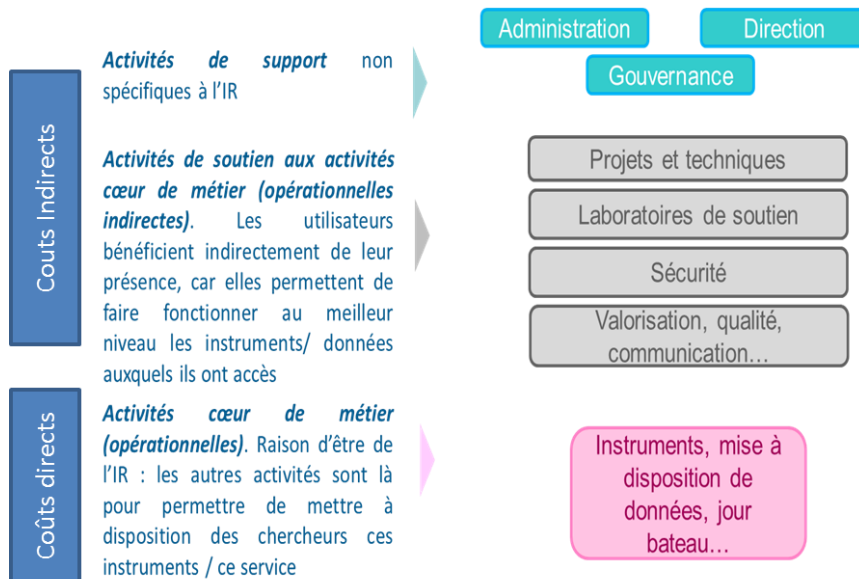 Administration
Direction
Gouvernance
Couts Indirects
Activités de support non
spécifiques à l'IR
Activités de soutien aux activités
cœur de métier (opérationnelles
indirectes). Les utilisateurs
bénéficient indirectement de leur
présence, car elles permettent de
faire fonctionner au meilleur
niveau les instruments/ données
auxquels ils ont accès
Projets et techniques
Laboratoires de soutien
Sécurité
Valorisation, qualité,
communication…
Coûts directs
Activités cœur de métier
(opérationnelles). Raison d'être de
l'IR : les autres activités sont là
pour permettre de mettre à
disposition des chercheurs ces
instruments / ce service
Instruments, mise à
disposition de
données, jour
bateau…